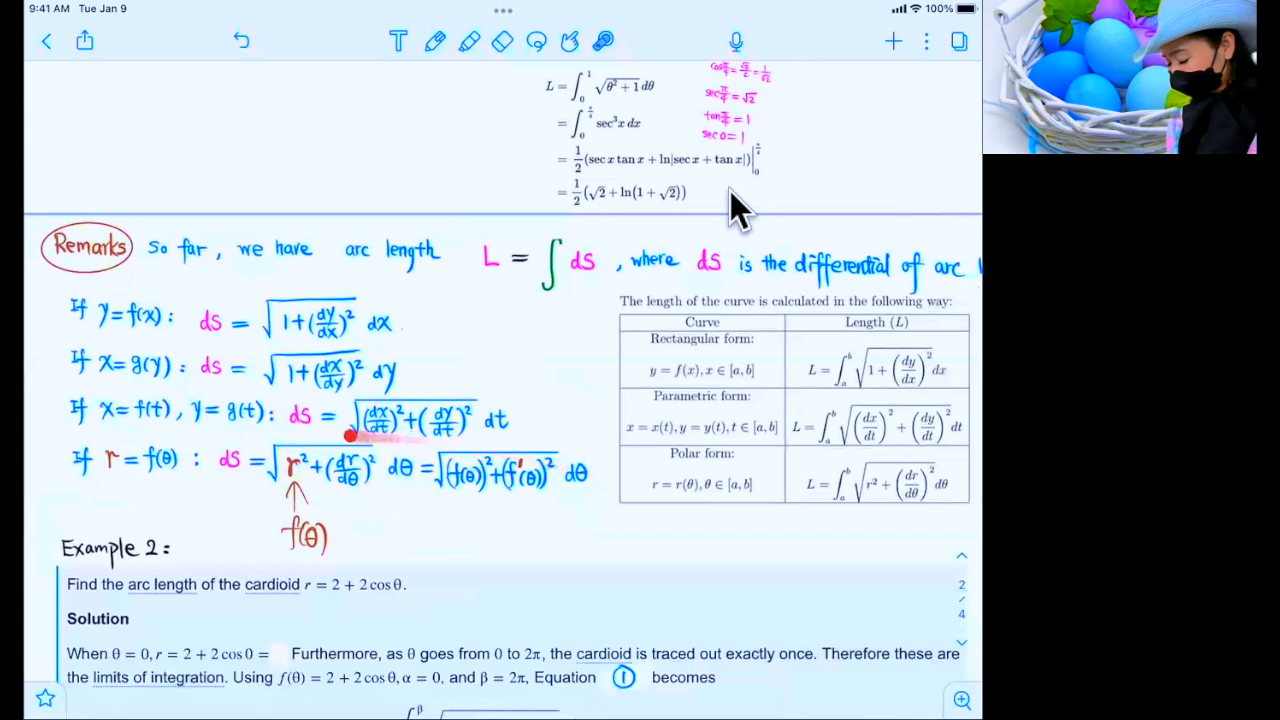 9:41 AM Tue Jan 9
100%
L = ∫₀¹ √(θ² + 1) dθ
= ∫₀^(π/4) sec³ x dx
= 1/2 (sec x tan x + ln|sec x + tan x|)|₀^(π/4)
= 1/2 (√2 + ln(1 + √2))
cos π/4 = √2/2 = 1/√2
sec π/4 = √2
tan π/4 = 1
sec 0 = 1
Remarks So far, we have arc length L = ∫ ds, where ds is the differential of arc
If y=f(x): ds = √(1+(dy/dx)²) dx
If x=g(y): ds = √(1+(dx/dy)²) dy
If x=f(t), y=g(t): ds = √((dx/dt)²+(dy/dt)²) dt
If r=f(θ): ds = √(r²+(dr/dθ)²) dθ = √((f(θ))²+(f'(θ))²) dθ
f(θ)
The length of the curve is calculated in the following way:
Curve Length (L)
Rectangular form:
y = f(x), x ∈ [a, b] L = ∫ₐᵇ √(1 + (dy/dx)²) dx
Parametric form:
x = x(t), y = y(t), t ∈ [a, b] L = ∫ₐᵇ √((dx/dt)² + (dy/dt)²) dt
Polar form:
r = r(θ), θ ∈ [a, b] L = ∫ₐᵇ √(r² + (dr/dθ)²) dθ
Example 2:
Find the arc length of the cardioid r = 2 + 2 cos θ.
Solution
When θ = 0, r = 2 + 2 cos 0 = Furthermore, as θ goes from 0 to 2π, the cardioid is traced out exactly once. Therefore these are
the limits of integration. Using f(θ) = 2 + 2 cos θ, α = 0, and β = 2π, Equation ① becomes
2
/
4